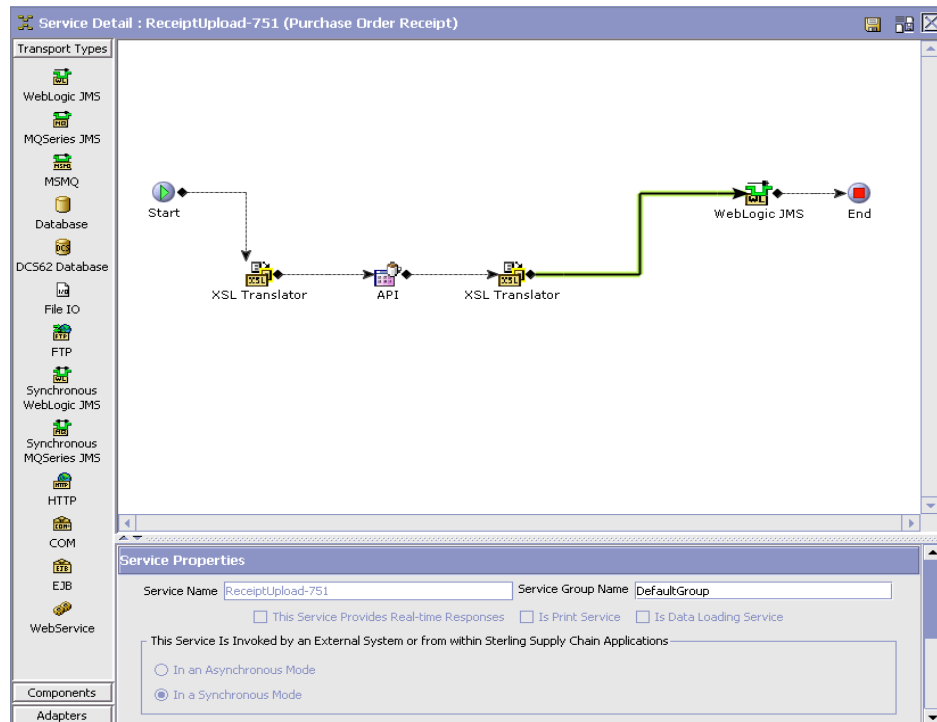 Service Detail : ReceiptUpload-751 (Purchase Order Receipt)
Transport Types
WebLogic JMS
MQSeries JMS
MSMQ
Database
DCS62 Database
File IO
FTP
Synchronous
WebLogic JMS
Synchronous
MQSeries JMS
HTTP
COM
EJB
WebService
Components
Adapters
Start
XSL Translator
API
XSL Translator
WebLogic JMS
End
Service Properties
Service Name ReceiptUpload-751 Service Group Name DefaultGroup
This Service Provides Real-time Responses Is Print Service Is Data Loading Service
This Service Is Invoked by an External System or from within Sterling Supply Chain Applications
In an Asynchronous Mode
In a Synchronous Mode